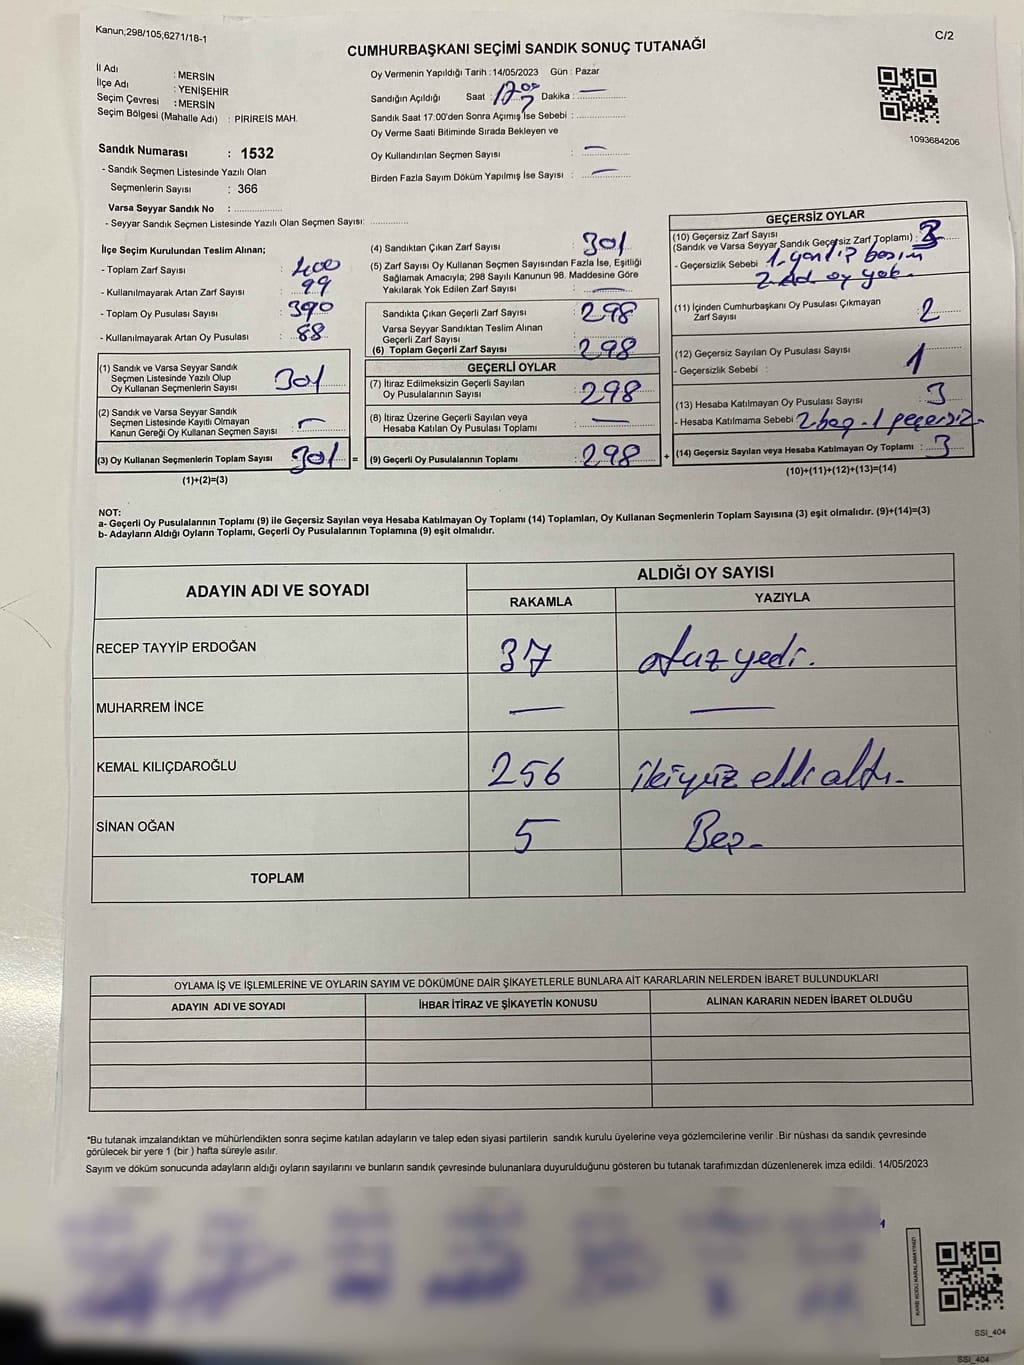 Kanun;298/105,6271/18-1
C/2
CUMHURBAŞKANI SEÇİMİ SANDIK SONUÇ TUTANAĞI
İl Adı : MERSİN
İlçe Adı : YENİŞEHİR
Seçim Çevresi : MERSİN
Seçim Bölgesi (Mahalle Adı) : PİRİREİS MAH.
Sandık Numarası : 1532
- Sandık Seçmen Listesinde Yazılı Olan
Seçmenlerin Sayısı : 366
Varsa Seyyar Sandık No :
- Seyyar Sandık Seçmen Listesinde Yazılı Olan Seçmen Sayısı:
Oy Vermenin Yapıldığı Tarih :14/05/2023 Gün : Pazar
Sandığın Açıldığı Saat : 17 00 Dakika : —
Sandık Saat 17:00'den Sonra Açımış İse Sebebi :
Oy Verme Saati Bitiminde Sırada Bekleyen ve
Oy Kullandırılan Seçmen Sayısı : —
Birden Fazla Sayım Döküm Yapılmış İse Sayısı : —
1093684206
İlçe Seçim Kurulundan Teslim Alınan;
- Toplam Zarf Sayısı : 400
- Kullanılmayarak Artan Zarf Sayısı : 99
- Toplam Oy Pusulası Sayısı : 390
- Kullanılmayarak Artan Oy Pusulası : 88
(1) Sandık ve Varsa Seyyar Sandık
Seçmen Listesinde Yazılı Olup
Oy Kullanan Seçmenlerin Sayısı 301
(2) Sandık ve Varsa Seyyar Sandık
Seçmen Listesinde Kayıtlı Olmayan
Kanun Gereği Oy Kullanan Seçmen Sayısı : —
(3) Oy Kullanan Seçmenlerin Toplam Sayısı 301 =
(1)+(2)=(3)
(4) Sandıktan Çıkan Zarf Sayısı : 301
(5) Zarf Sayısı Oy Kullanan Seçmen Sayısından Fazla İse, Eşitliği
Sağlamak Amacıyla; 298 Sayılı Kanunun 98. Maddesine Göre
Yakılarak Yok Edilen Zarf Sayısı : —
Sandıkta Çıkan Geçerli Zarf Sayısı : 298
Varsa Seyyar Sandıktan Teslim Alınan
Geçerli Zarf Sayısı :
(6) Toplam Geçerli Zarf Sayısı : 298
GEÇERLİ OYLAR
(7) İtiraz Edilmeksizin Geçerli Sayılan
Oy Pusulalarının Sayısı : 298
(8) İtiraz Üzerine Geçerli Sayılan veya
Hesaba Katılan Oy Pusulaları Toplamı : —
(9) Geçerli Oy Pusulalarının Toplamı : 298 +
GEÇERSİZ OYLAR
(10) Geçersiz Zarf Sayısı
(Sandık ve Varsa Seyyar Sandık Geçersiz Zarf Toplamı) :
- Geçersizlik Sebebi 1.yanlış basım
2. Ad. oy yok.
(11) İçinden Cumhurbaşkanı Oy Pusulası Çıkmayan
Zarf Sayısı : 2
(12) Geçersiz Sayılan Oy Pusulası Sayısı : 1
- Geçersizlik Sebebi :
(13) Hesaba Katılmayan Oy Pusulası Sayısı : 3
- Hesaba Katılmama Sebebi 2 boş - 1 geçersiz.
(14) Geçersiz Sayılan veya Hesaba Katılmayan Oy Toplamı : 3
(10)+(11)+(12)+(13)=(14)
NOT:
a- Geçerli Oy Pusulalarının Toplamı (9) ile Geçersiz Sayılan veya Hesaba Katılmayan Oy Toplamı (14) Toplamları, Oy Kullanan Seçmenlerin Toplam Sayısına (3) eşit olmalıdır. (9)+(14)=(3)
b- Adayların Aldığı Oyların Toplamı, Geçerli Oy Pusulalarının Toplamına (9) eşit olmalıdır.
ADAYIN ADI VE SOYADI ALDIĞI OY SAYISI
RAKAMLA YAZIYLA
RECEP TAYYİP ERDOĞAN 37 otuz yedi.
MUHARREM İNCE — —
KEMAL KILIÇDAROĞLU 256 ikiyüz elli altı.
SİNAN OĞAN 5 Beş-
TOPLAM
OYLAMA İŞ VE İŞLEMLERİNE VE OYLARIN SAYIM VE DÖKÜMÜNE DAİR ŞİKAYETLERLE BUNLARA AİT KARARLARIN NELERDEN İBARET BULUNDUKLARI
ADAYIN ADI VE SOYADI İHBAR İTİRAZ VE ŞİKAYETİN KONUSU ALINAN KARARIN NEDEN İBARET OLDUĞU
*Bu tutanak imzalandıktan ve mühürlendikten sonra seçime katılan adayların ve talep eden siyasi partilerin sandık kurulu üyelerine veya gözlemcilerine verilir .Bir nüshası da sandık çevresinde
görülecek bir yere 1 (bir ) hafta süreyle asılır.
Sayım ve döküm sonucunda adayların aldığı oyların sayılarını ve bunların sandık çevresinde bulunanlara duyurulduğunu gösteren bu tutanak tarafımızdan düzenlenerek imza edildi. 14/05/2023
KARE KODU KARALAMAYINIZ!
SSI_404
SSI_404